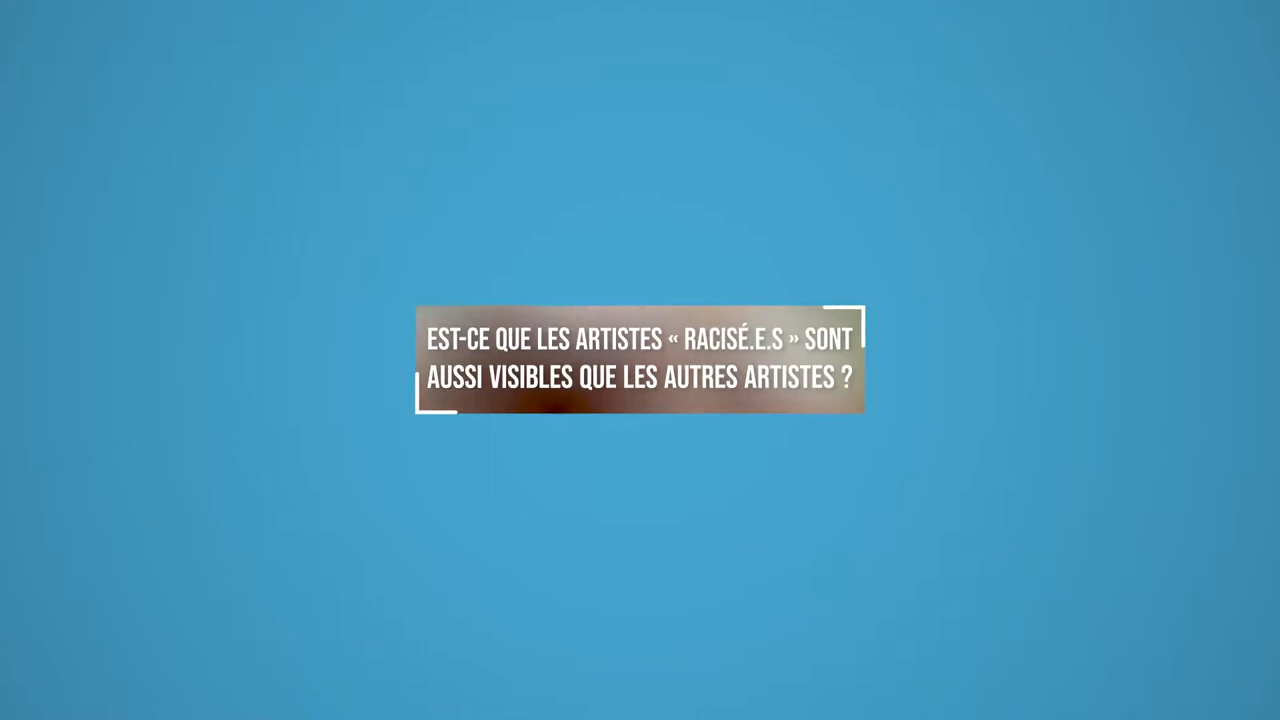 EST-CE QUE LES ARTISTES « RACISÉ.E.S » SONT
AUSSI VISIBLES QUE LES AUTRES ARTISTES ?